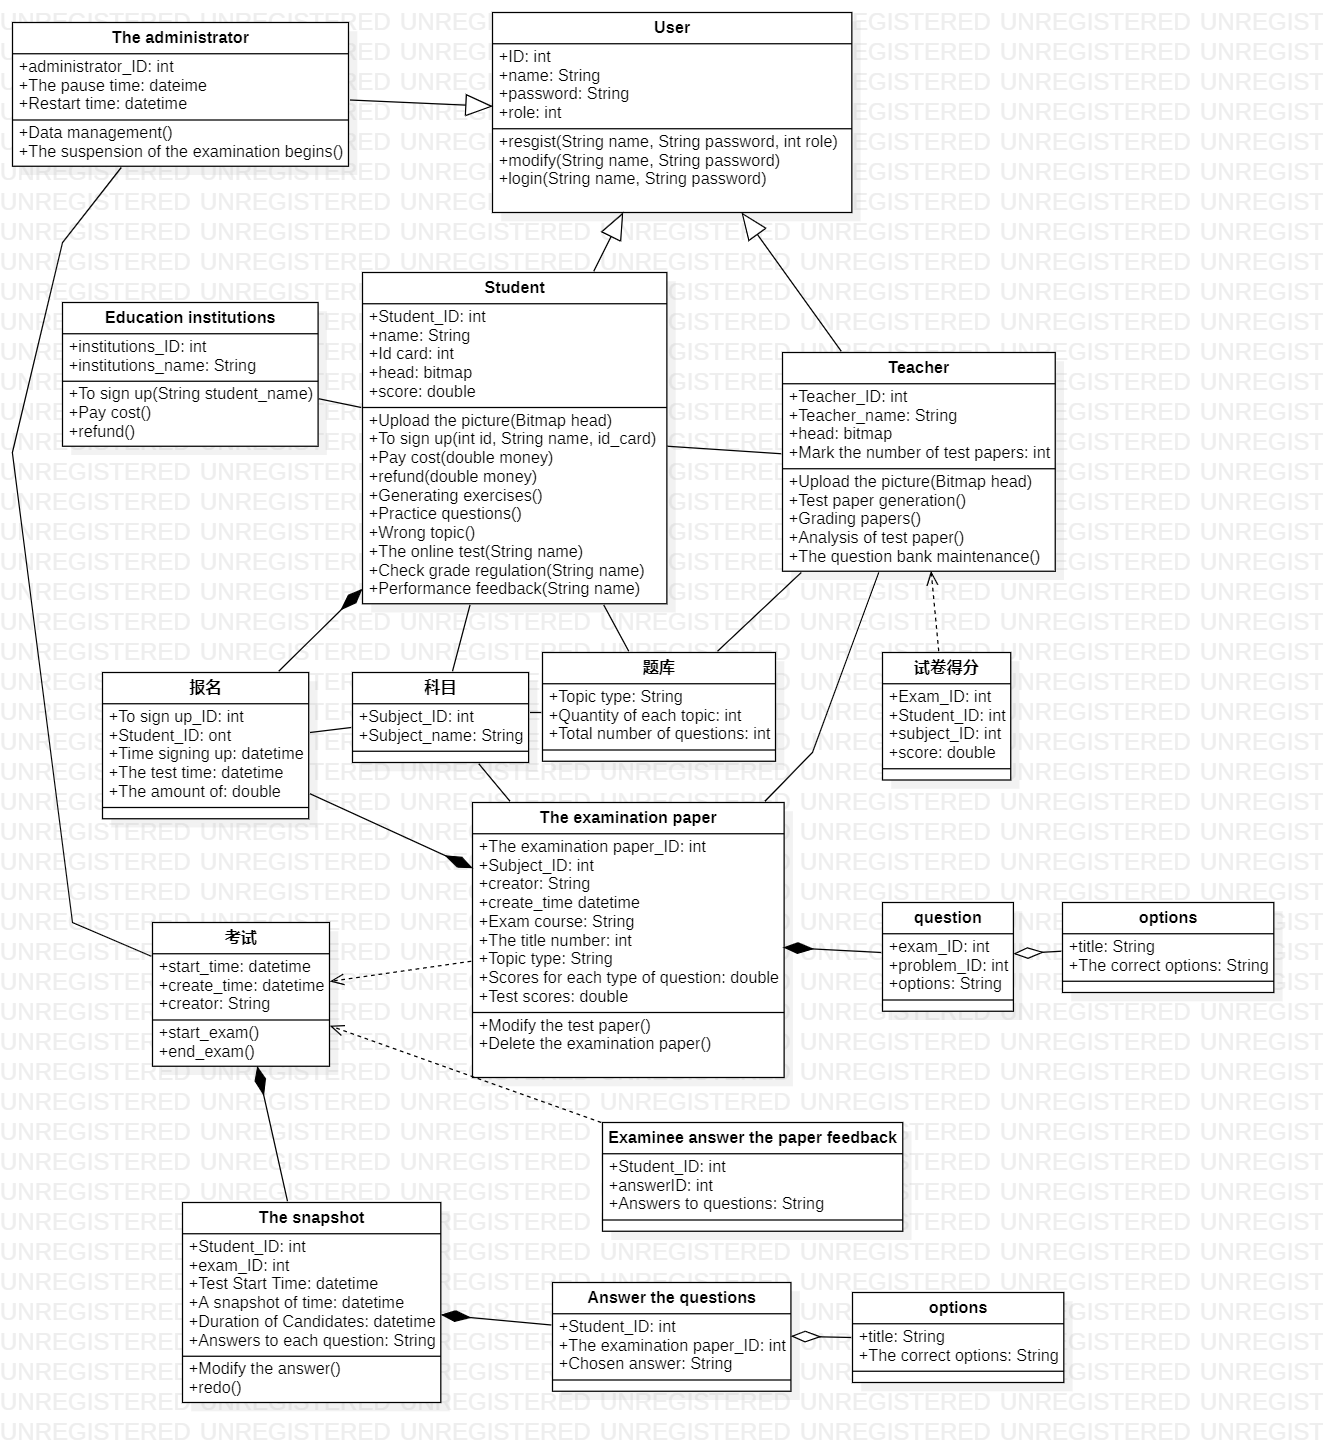 The administrator
+administrator_ID: int
+The pause time: dateime
+Restart time: datetime
+Data management()
+The suspension of the examination begins()
User
+ID: int
+name: String
+password: String
+role: int
+resgist(String name, String password, int role)
+modify(String name, String password)
+login(String name, String password)
Student
+Student_ID: int
+name: String
+Id card: int
+head: bitmap
+score: double
+Upload the picture(Bitmap head)
+To sign up(int id, String name, id_card)
+Pay cost(double money)
+refund(double money)
+Generating exercises()
+Practice questions()
+Wrong topic()
+The online test(String name)
+Check grade regulation(String name)
+Performance feedback(String name)
Education institutions
+institutions_ID: int
+institutions_name: String
+To sign up(String student_name)
+Pay cost()
+refund()
Teacher
+Teacher_ID: int
+Teacher_name: String
+head: bitmap
+Mark the number of test papers: int
+Upload the picture(Bitmap head)
+Test paper generation()
+Grading papers()
+Analysis of test paper()
+The question bank maintenance()
报名
+To sign up_ID: int
+Student_ID: ont
+Time signing up: datetime
+The test time: datetime
+The amount of: double
科目
+Subject_ID: int
+Subject_name: String
题库
+Topic type: String
+Quantity of each topic: int
+Total number of questions: int
试卷得分
+Exam_ID: int
+Student_ID: int
+subject_ID: int
+score: double
The examination paper
+The examination paper_ID: int
+Subject_ID: int
+creator: String
+create_time datetime
+Exam course: String
+The title number: int
+Topic type: String
+Scores for each type of question: double
+Test scores: double
+Modify the test paper()
+Delete the examination paper()
question
+exam_ID: int
+problem_ID: int
+options: String
options
+title: String
+The correct options: String
考试
+start_time: datetime
+create_time: datetime
+creator: String
+start_exam()
+end_exam()
Examinee answer the paper feedback
+Student_ID: int
+answerID: int
+Answers to questions: String
The snapshot
+Student_ID: int
+exam_ID: int
+Test Start Time: datetime
+A snapshot of time: datetime
+Duration of Candidates: datetime
+Answers to each question: String
+Modify the answer()
+redo()
Answer the questions
+Student_ID: int
+The examination paper_ID: int
+Chosen answer: String
options
+title: String
+The correct options: String